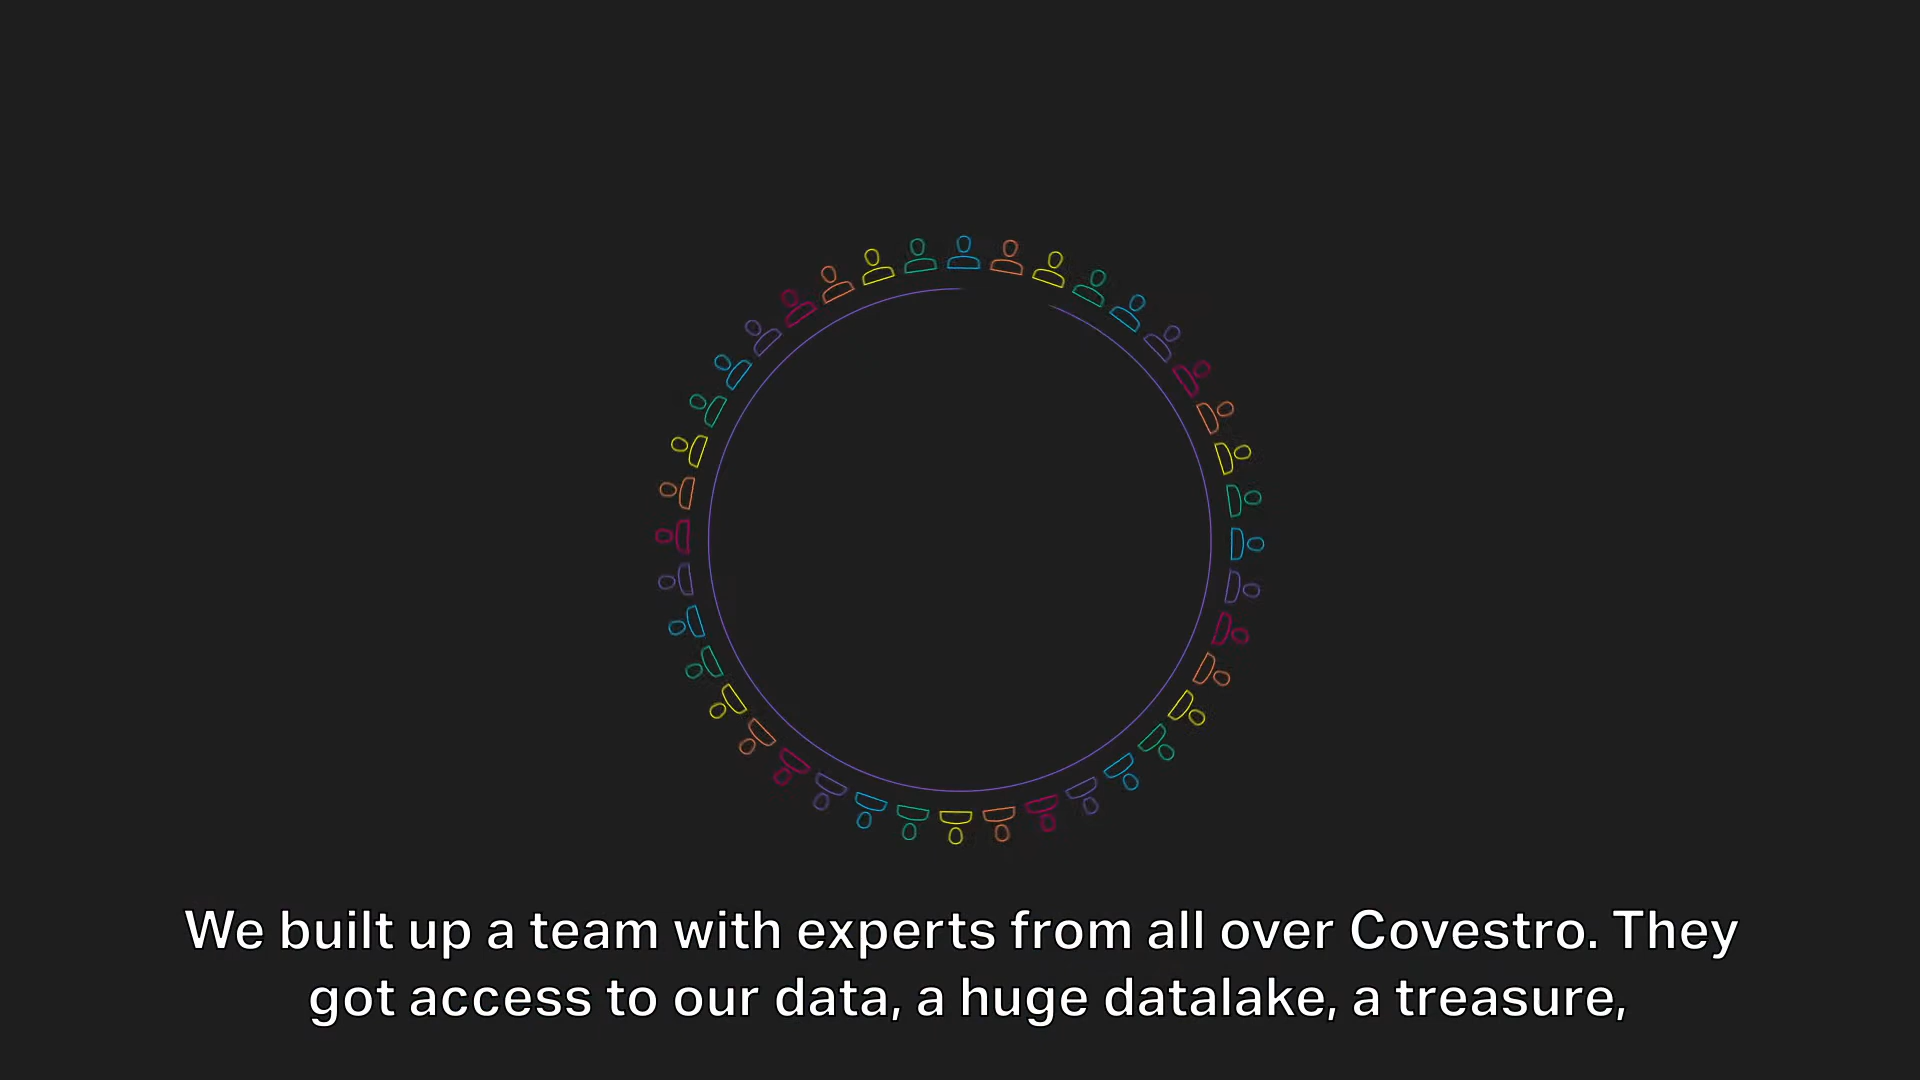 We built up a team with experts from all over Covestro. They
got access to our data, a huge datalake, a treasure,